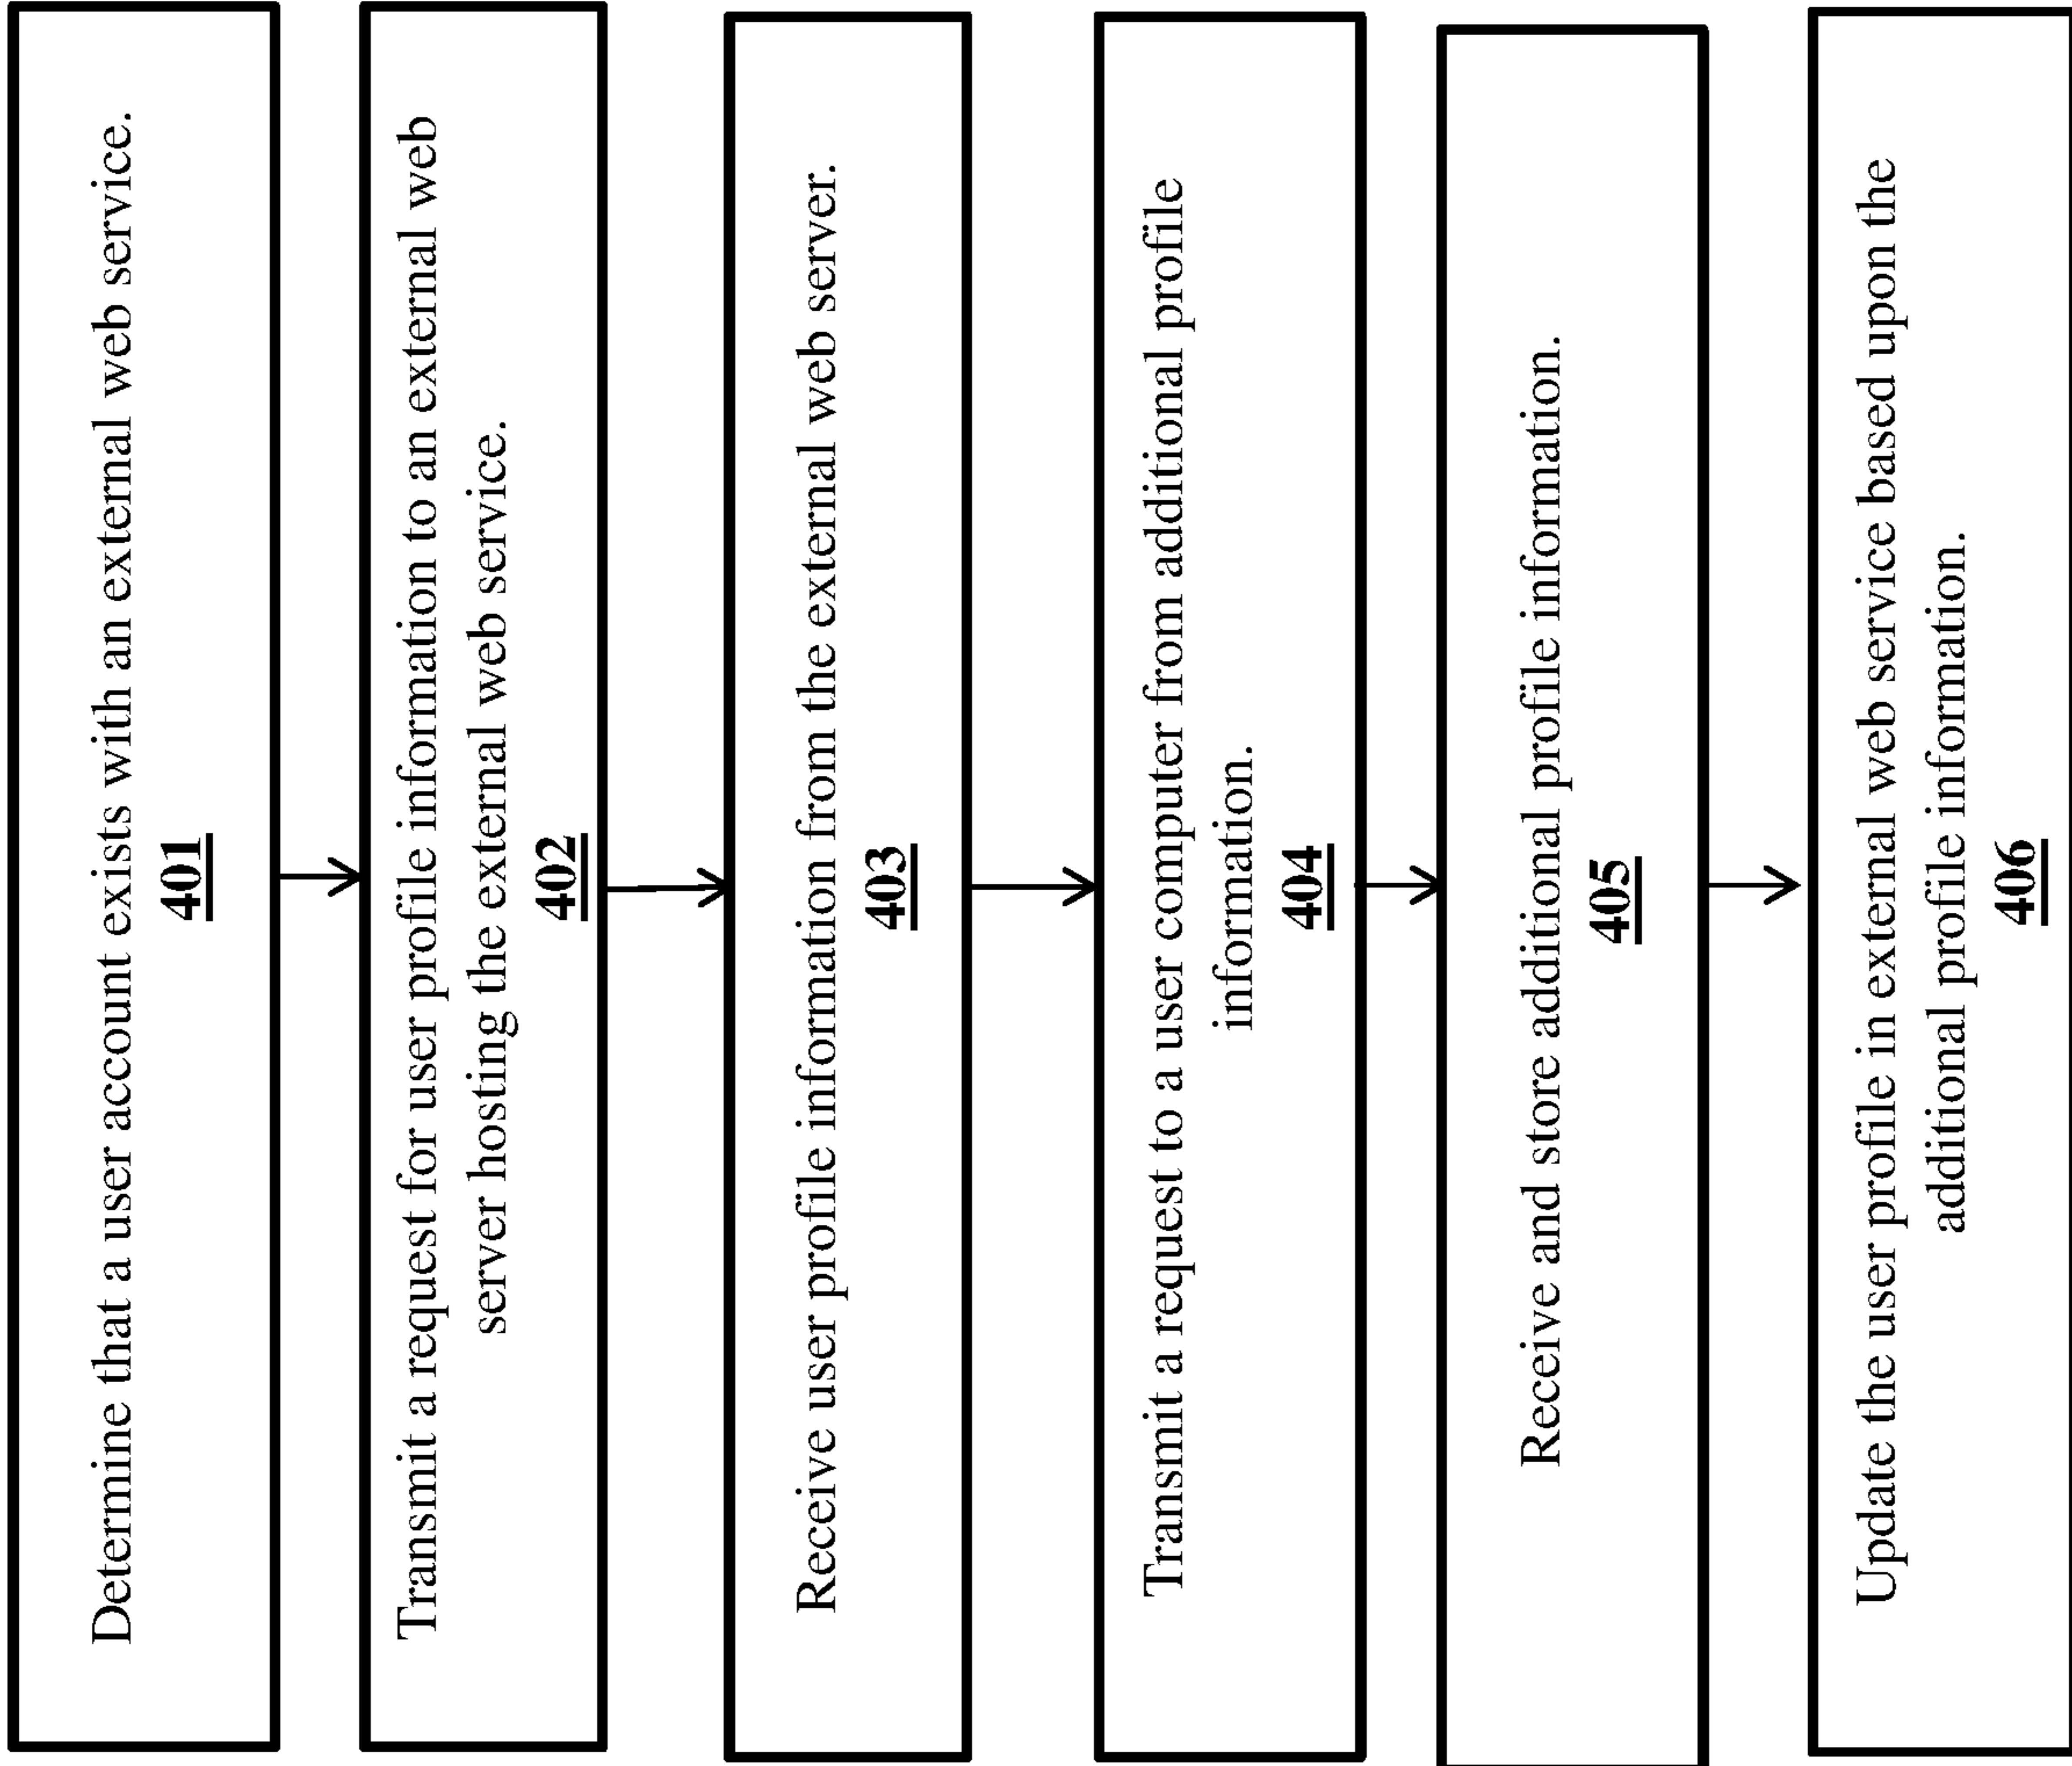 Determine that a user account exists with an external web service.
401
Transmit a request for user profile information to an external web
server hosting the external web service.
402
Receive user profile information from the external web server.
403
Transmit a request to a user computer from additional profile
information.
404
Receive and store additional profile information.
405
Update the user profile in external web service based upon the
additional profile information.
406